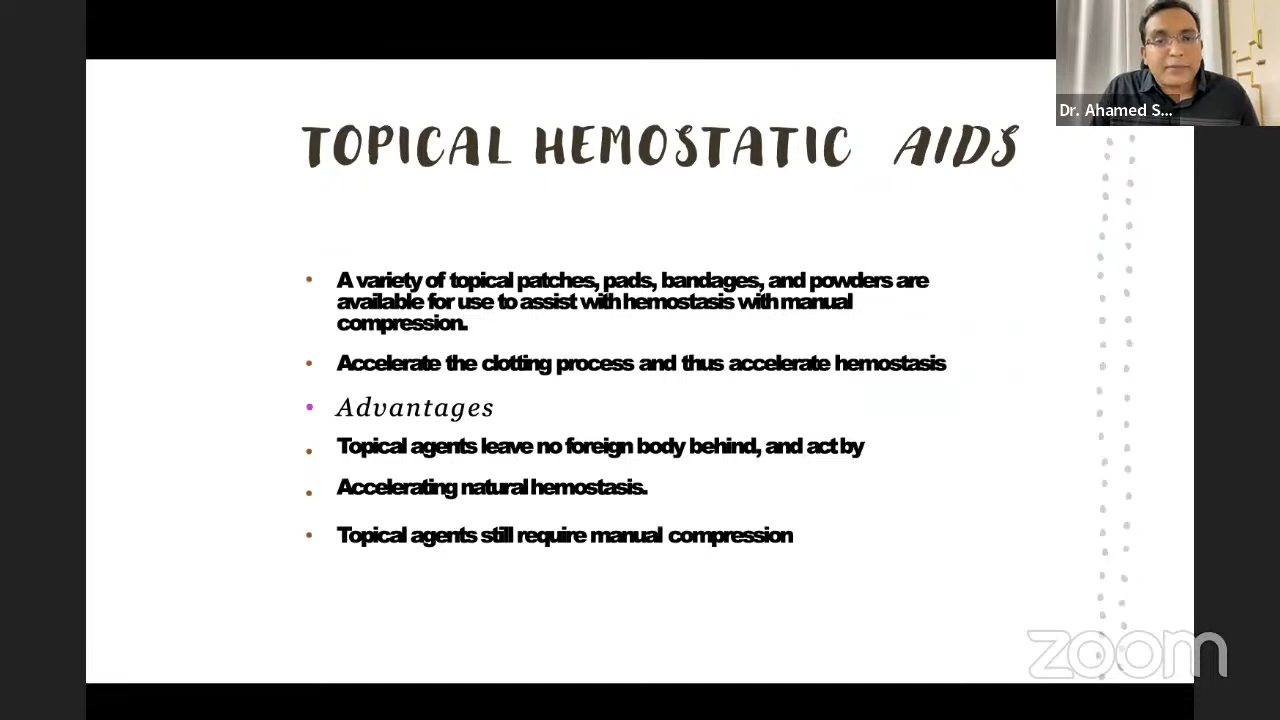 Dr. Ahamed S...
TOPICAL HEMOSTATIC AIDS
• A variety of topical patches, pads, bandages, and powders are
available for use to assist with hemostasis with manual
compression.
• Accelerate the clotting process and thus accelerate hemostasis
• Advantages
• Topical agents leave no foreign body behind, and act by
• Accelerating natural hemostasis.
• Topical agents still require manual compression
zoom